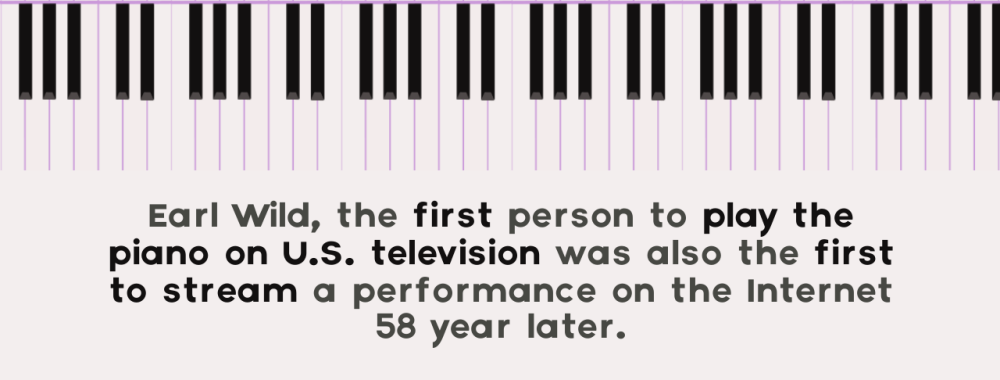 Earl Wild, the first person to play the
piano on U.S. television was also the first
to stream a performance on the Internet
58 year later.